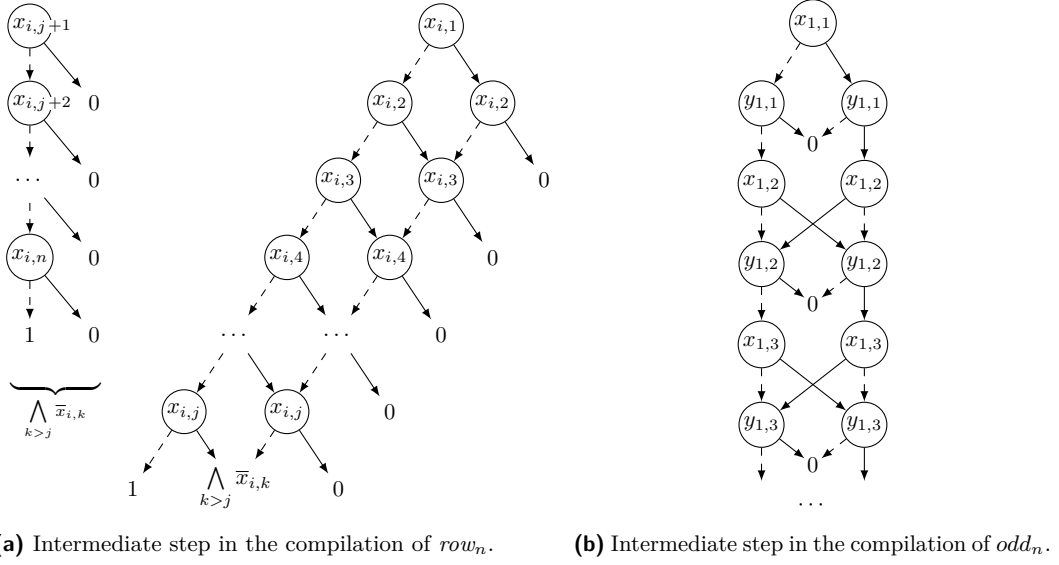 x_{i,j+1}
x_{i,j+2} 0
⋯ 0
x_{i,n} 0
1 0
⋀_{k>j} x̅_{i,k}
x_{i,1}
x_{i,2} x_{i,2}
x_{i,3} x_{i,3} 0
x_{i,4} x_{i,4} 0
⋯ ⋯ 0
x_{i,j} x_{i,j} 0
1 ⋀_{k>j} x̅_{i,k} 0
(a) Intermediate step in the compilation of row_n.
x_{1,1}
y_{1,1} y_{1,1}
0
x_{1,2} x_{1,2}
y_{1,2} y_{1,2}
0
x_{1,3} x_{1,3}
y_{1,3} y_{1,3}
0
⋯
(b) Intermediate step in the compilation of odd_n.